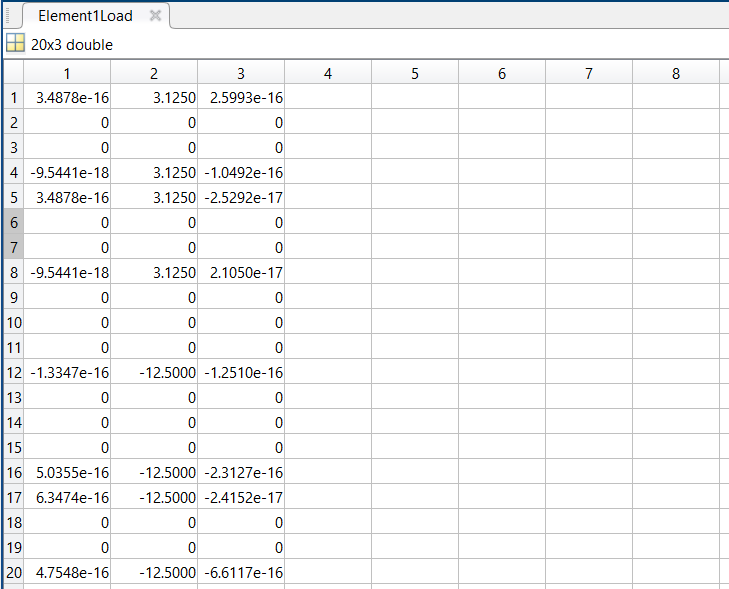 Element1Load
20x3 double
1 2 3 4 5 6 7 8
1 3.4878e-16 3.1250 2.5993e-16
2 0 0 0
3 0 0 0
4 -9.5441e-18 3.1250 -1.0492e-16
5 3.4878e-16 3.1250 -2.5292e-17
6 0 0 0
7 0 0 0
8 -9.5441e-18 3.1250 2.1050e-17
9 0 0 0
10 0 0 0
11 0 0 0
12 -1.3347e-16 -12.5000 -1.2510e-16
13 0 0 0
14 0 0 0
15 0 0 0
16 5.0355e-16 -12.5000 -2.3127e-16
17 6.3474e-16 -12.5000 -2.4152e-17
18 0 0 0
19 0 0 0
20 4.7548e-16 -12.5000 -6.6117e-16